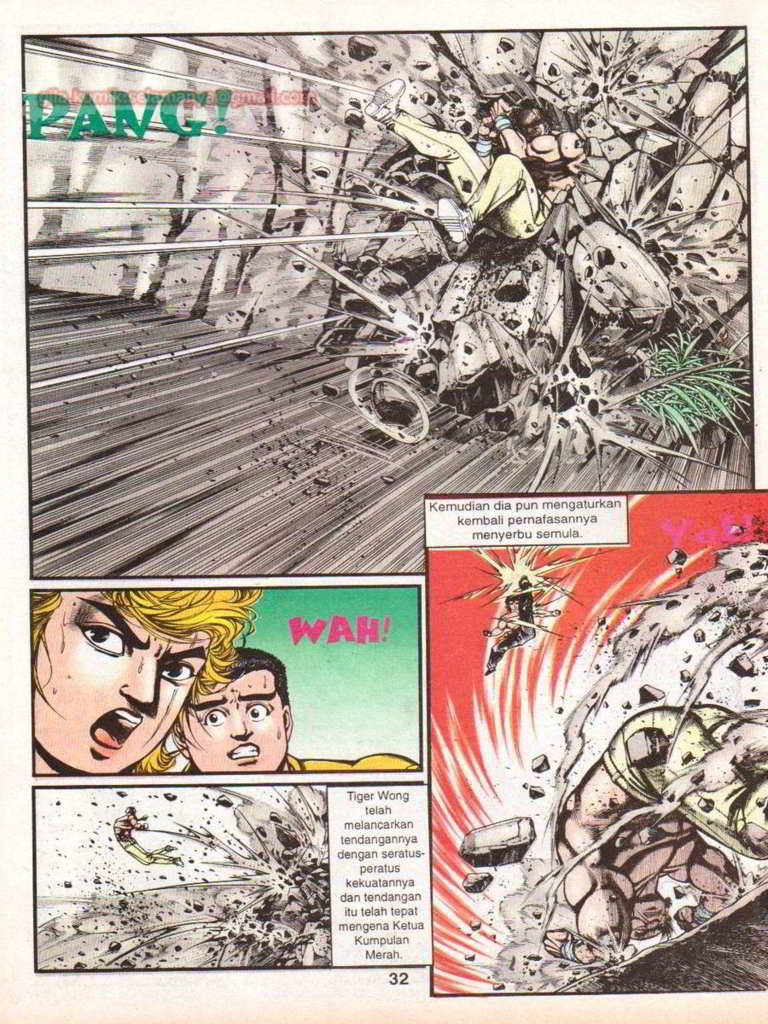 PANG!
WAH!
Tiger Wong
telah
melancarkan
tendangannya
dengan seratus-
peratus
kekuatannya
dan tendangan
itu telah tepat
mengena Ketua
Kumpulan
Merah.
Kemudian dia pun mengaturkan
kembali pernafasannya
menyerbu semula.
32